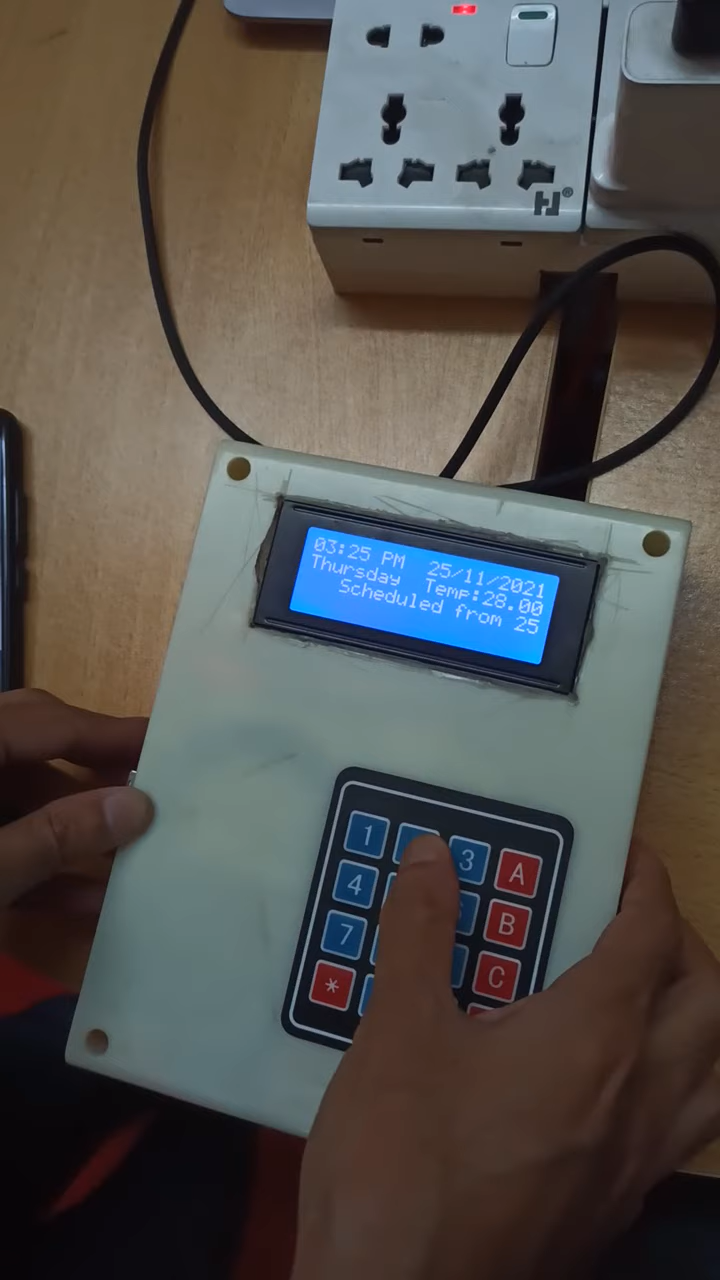 03:25 PM 25/11/2021
Thursday Temp:28.00
Scheduled from 25
1
3 A
4
B
7
C
*